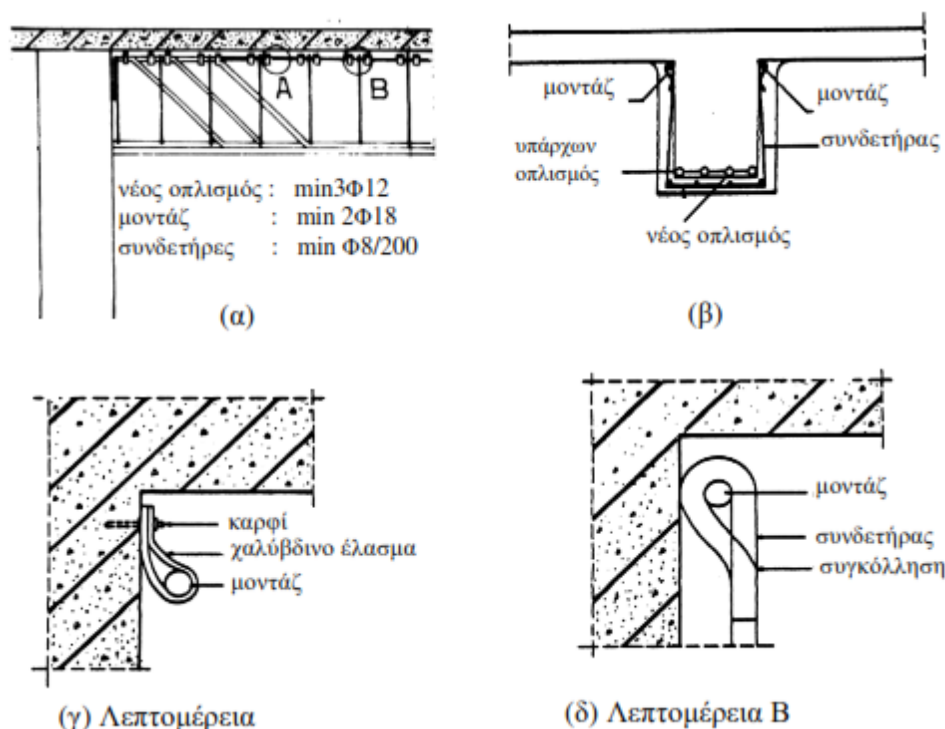 A
B
νέος οπλισμός : min3Φ12
μοντάζ : min 2Φ18
συνδετήρες : min Φ8/200
(α)
μοντάζ
μοντάζ
συνδετήρας
υπάρχων
οπλισμός
νέος οπλισμός
(β)
καρφί
χαλύβδινο έλασμα
μοντάζ
(γ) Λεπτομέρεια
μοντάζ
συνδετήρας
συγκόλληση
(δ) Λεπτομέρεια Β